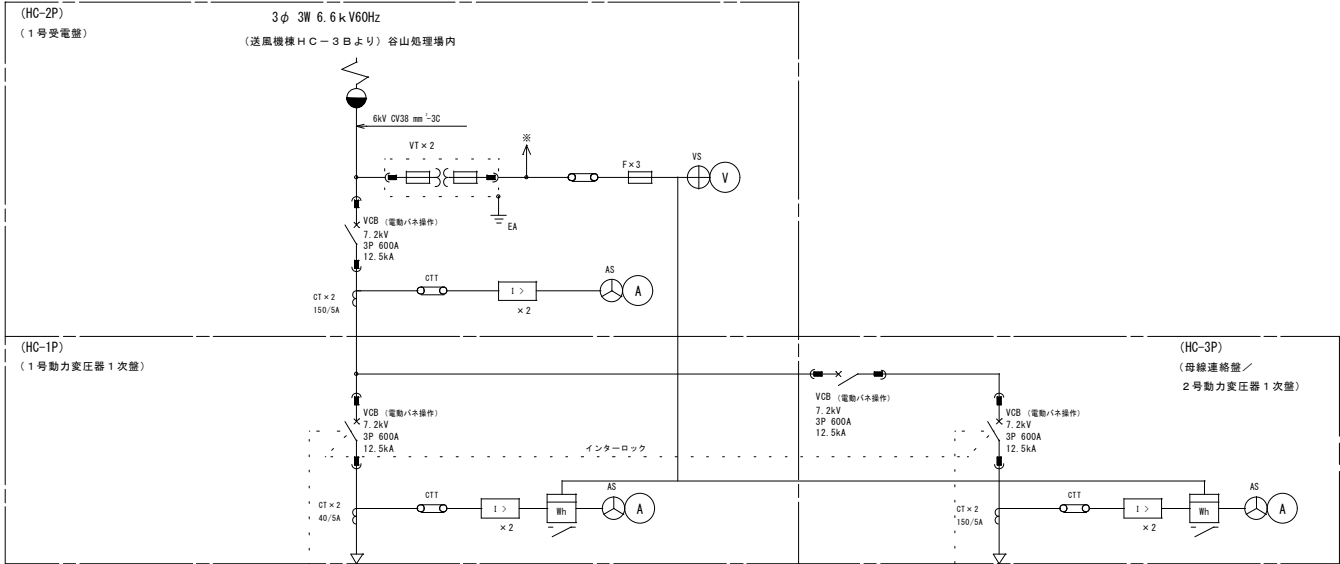 (HC-2P)
(１号受電盤)
3φ 3W 6.6ｋV60Hz
(送風機棟ＨＣ－３Ｂより) 谷山処理場内
6kV CV38 mm²-3C
VT×2
※
F×3
VS
V
EA
VCB (電動バネ操作)
7.2kV
3P 600A
12.5kA
CT×2
150/5A
CTT
I >
×2
AS
A
(HC-1P)
(１号動力変圧器１次盤)
(HC-3P)
(母線連絡盤／
２号動力変圧器１次盤)
VCB (電動バネ操作)
7.2kV
3P 600A
12.5kA
VCB (電動バネ操作)
7.2kV
3P 600A
12.5kA
VCB (電動バネ操作)
7.2kV
3P 600A
12.5kA
インターロック
CT×2
40/5A
CTT
I >
×2
Wh
AS
A
CT×2
150/5A
CTT
I >
×2
Wh
AS
A